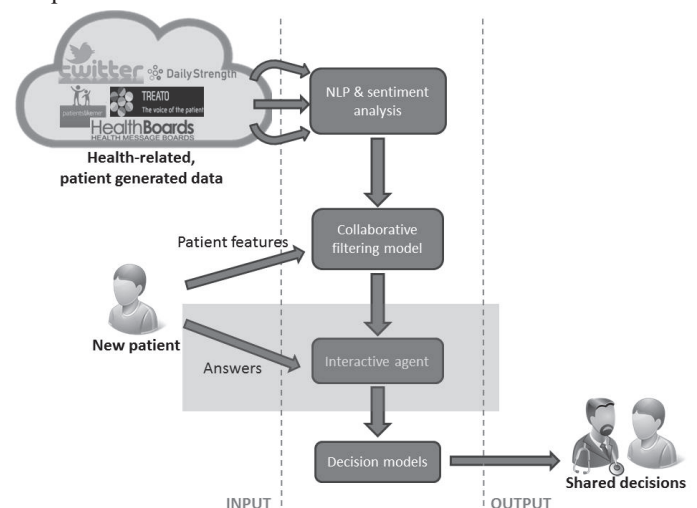 twitter
DailyStrength
TREATO
The voice of the patient
HealthBoards
HEALTH MESSAGE BOARDS
Health-related,
patient generated data
NLP & sentiment
analysis
Collaborative
filtering model
Patient features
New patient
Answers
Interactive agent
Decision models
Shared decisions
INPUT
OUTPUT